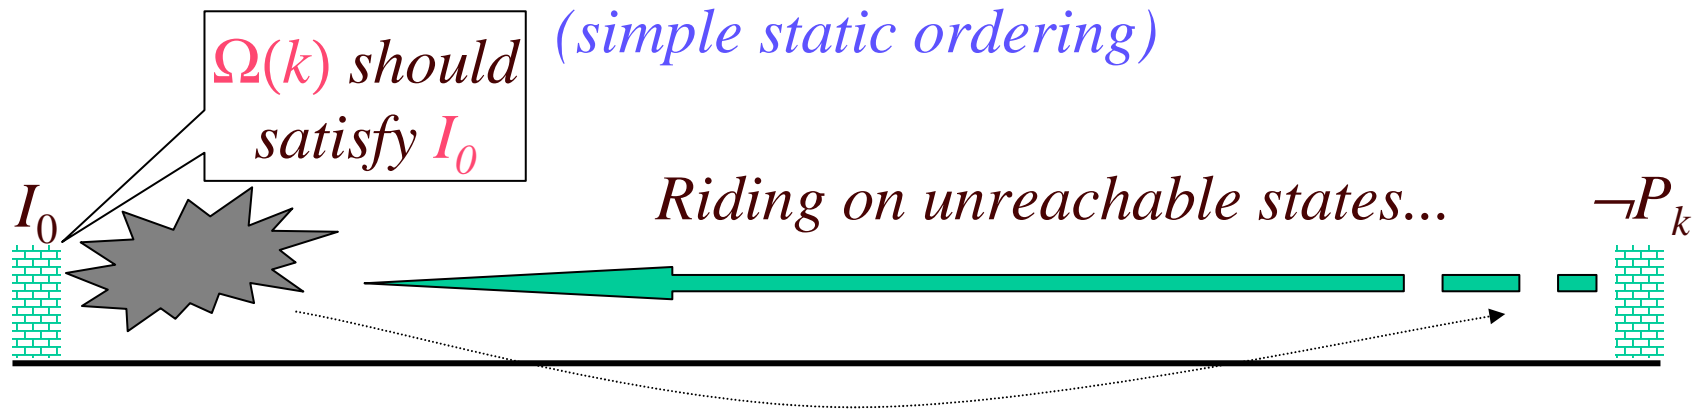 (simple static ordering)
Ω(k) should
satisfy I₀
Riding on unreachable states...
I₀
¬Pₖ